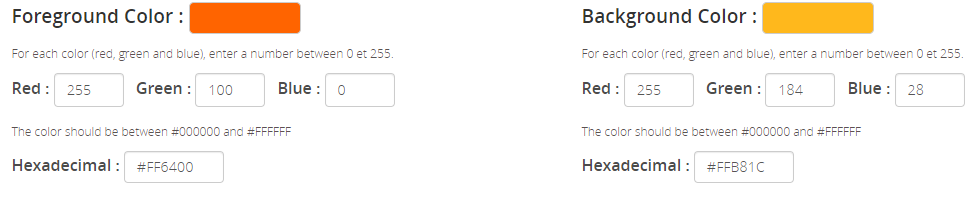 Foreground Color :
For each color (red, green and blue), enter a number between 0 et 255.
Red : 255 Green : 100 Blue : 0
The color should be between #000000 and #FFFFFF
Hexadecimal : #FF6400
Background Color :
For each color (red, green and blue), enter a number between 0 et 255.
Red : 255 Green : 184 Blue : 28
The color should be between #000000 and #FFFFFF
Hexadecimal : #FFB81C